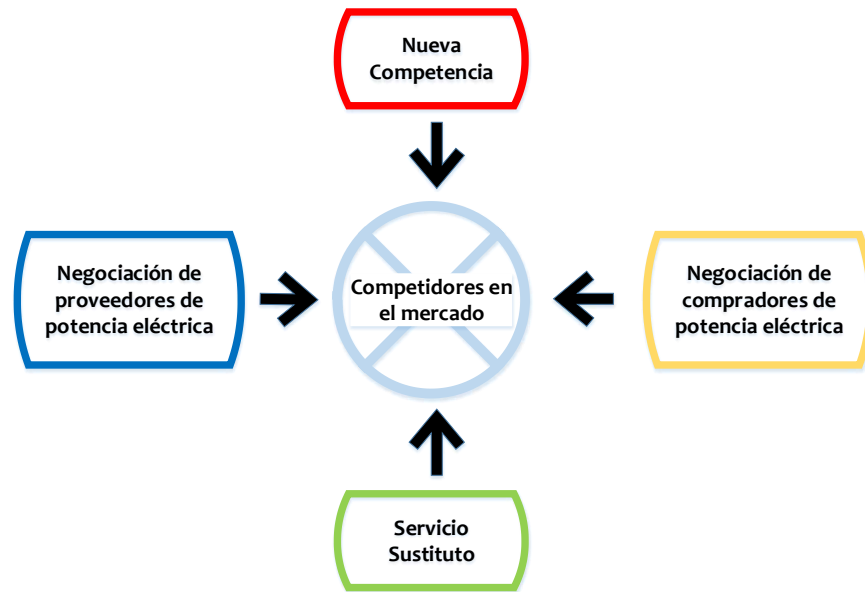 Nueva
Competencia
Negociación de
proveedores de
potencia eléctrica
Competidores en
el mercado
Negociación de
compradores de
potencia eléctrica
Servicio
Sustituto